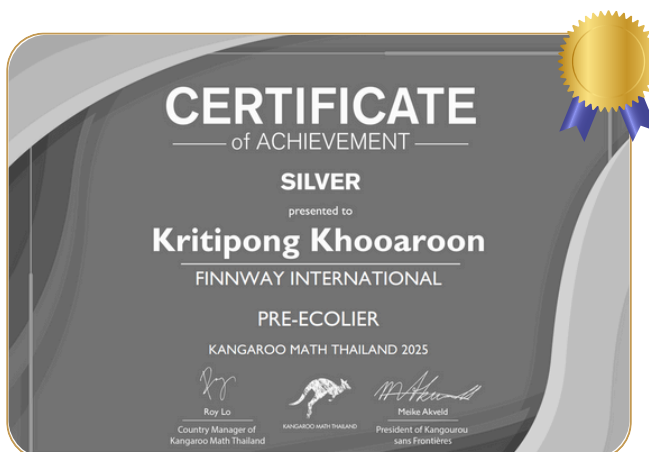 CERTIFICATE
of ACHIEVEMENT
SILVER
presented to
Kritipong Khooaroon
FINNWAY INTERNATIONAL
PRE-ECOLIER
KANGAROO MATH THAILAND 2025
Roy Lo
Country Manager of
Kangaroo Math Thailand
KANGAROO MATH THAILAND
Meike Akveld
President of Kangourou
sans Frontières